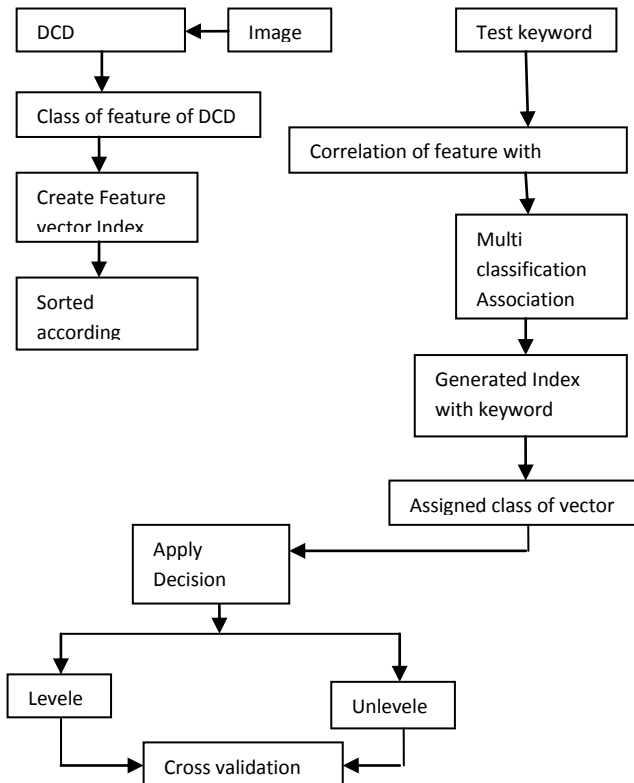 DCD
Image
Class of feature of DCD
Create Feature
vector Index
Sorted
according
Test keyword
Correlation of feature with
Multi
classification
Association
Generated Index
with keyword
Assigned class of vector
Apply
Decision
Levele
Unlevele
Cross validation